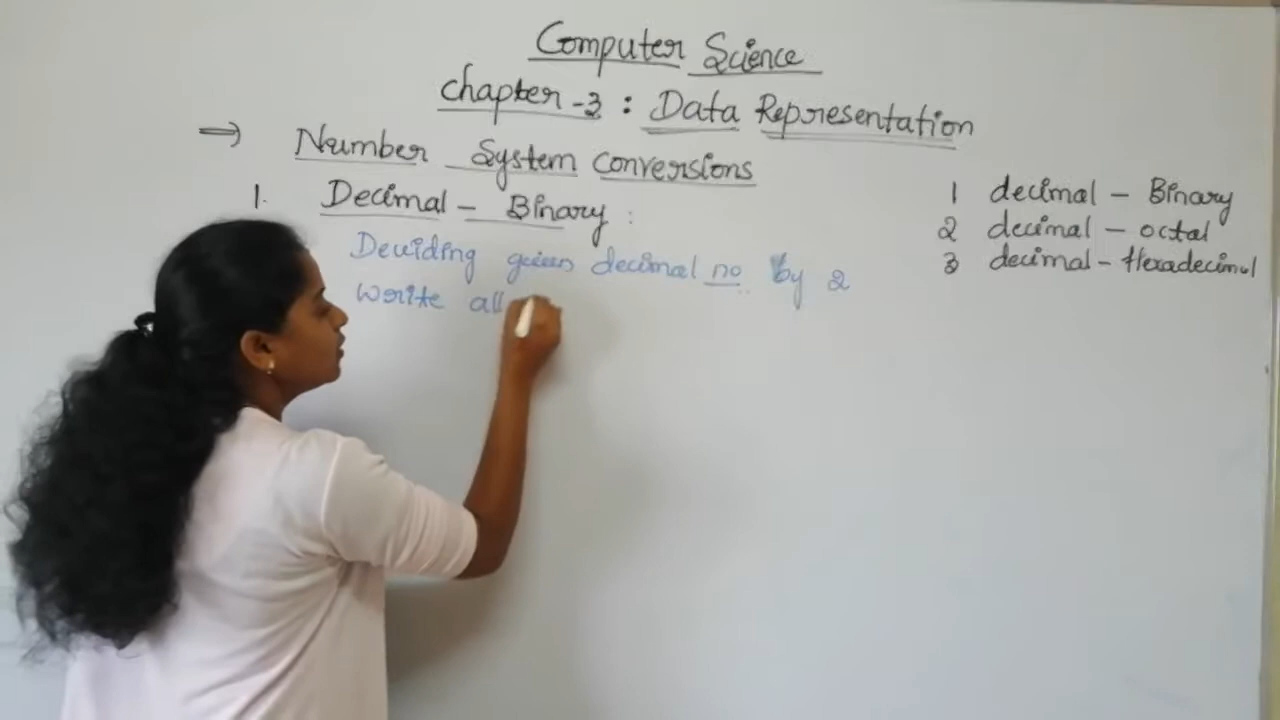 Computer Science
Chapter - 3 : Data Representation
⇒ Number System Conversions
1. Decimal - Binary :
Deviding given decimal no by 2
Write all
1 decimal - Binary
2 decimal - octal
3 decimal - Hexadecimal